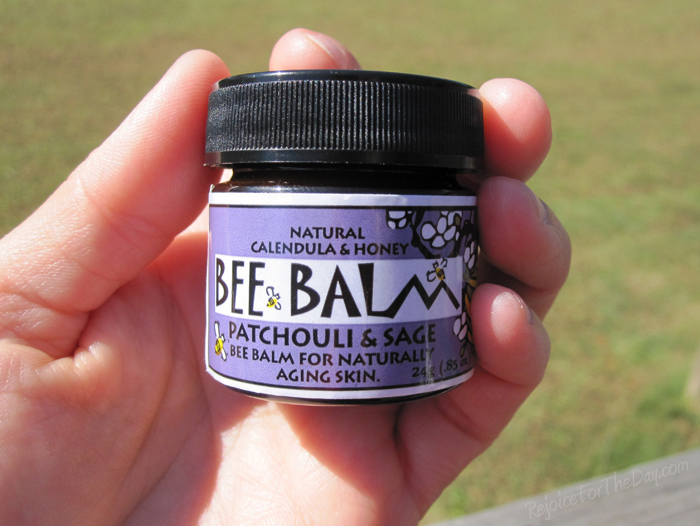 NATURAL
CALENDULA & HONEY
BEE BALM
PATCHOULI & SAGE
BEE BALM FOR NATURALLY
AGING SKIN.
24g (.85 oz
RejoiceForTheDay.com